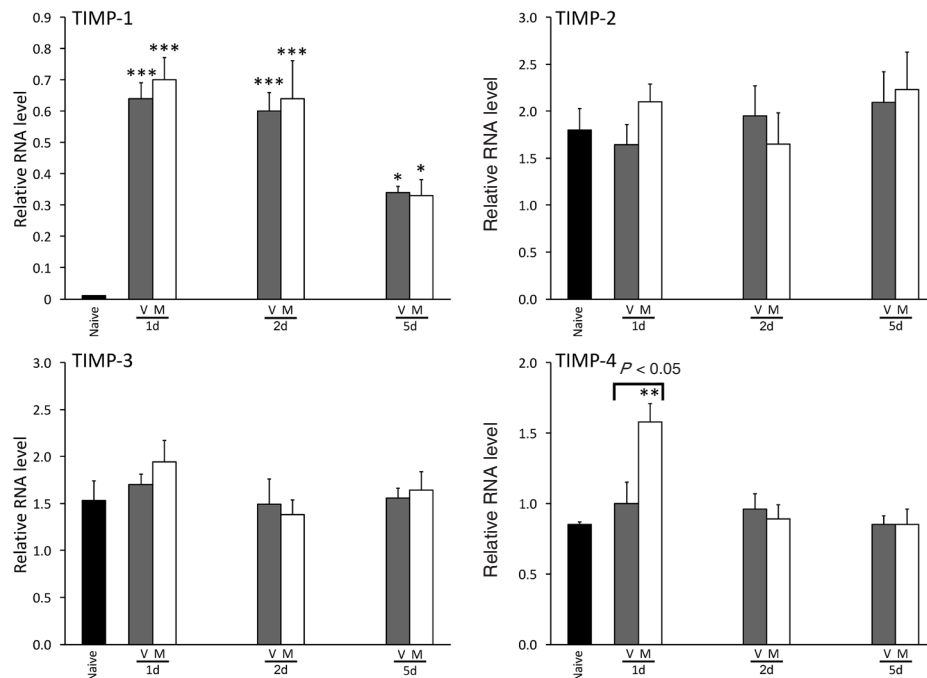 TIMP-1
Relative RNA level
0.9
0.8
0.7
0.6
0.5
0.4
0.3
0.2
0.1
0
***
***
***
***
*
*
Naive
V M
1d
V M
2d
V M
5d
TIMP-2
Relative RNA level
3.0
2.5
2.0
1.5
1.0
0.5
0.0
Naive
V M
1d
V M
2d
V M
5d
TIMP-3
Relative RNA level
3.0
2.5
2.0
1.5
1.0
0.5
0.0
Naive
V M
1d
V M
2d
V M
5d
TIMP-4
Relative RNA level
2.0
1.5
1.0
0.5
0.0
P < 0.05
**
Naive
V M
1d
V M
2d
V M
5d